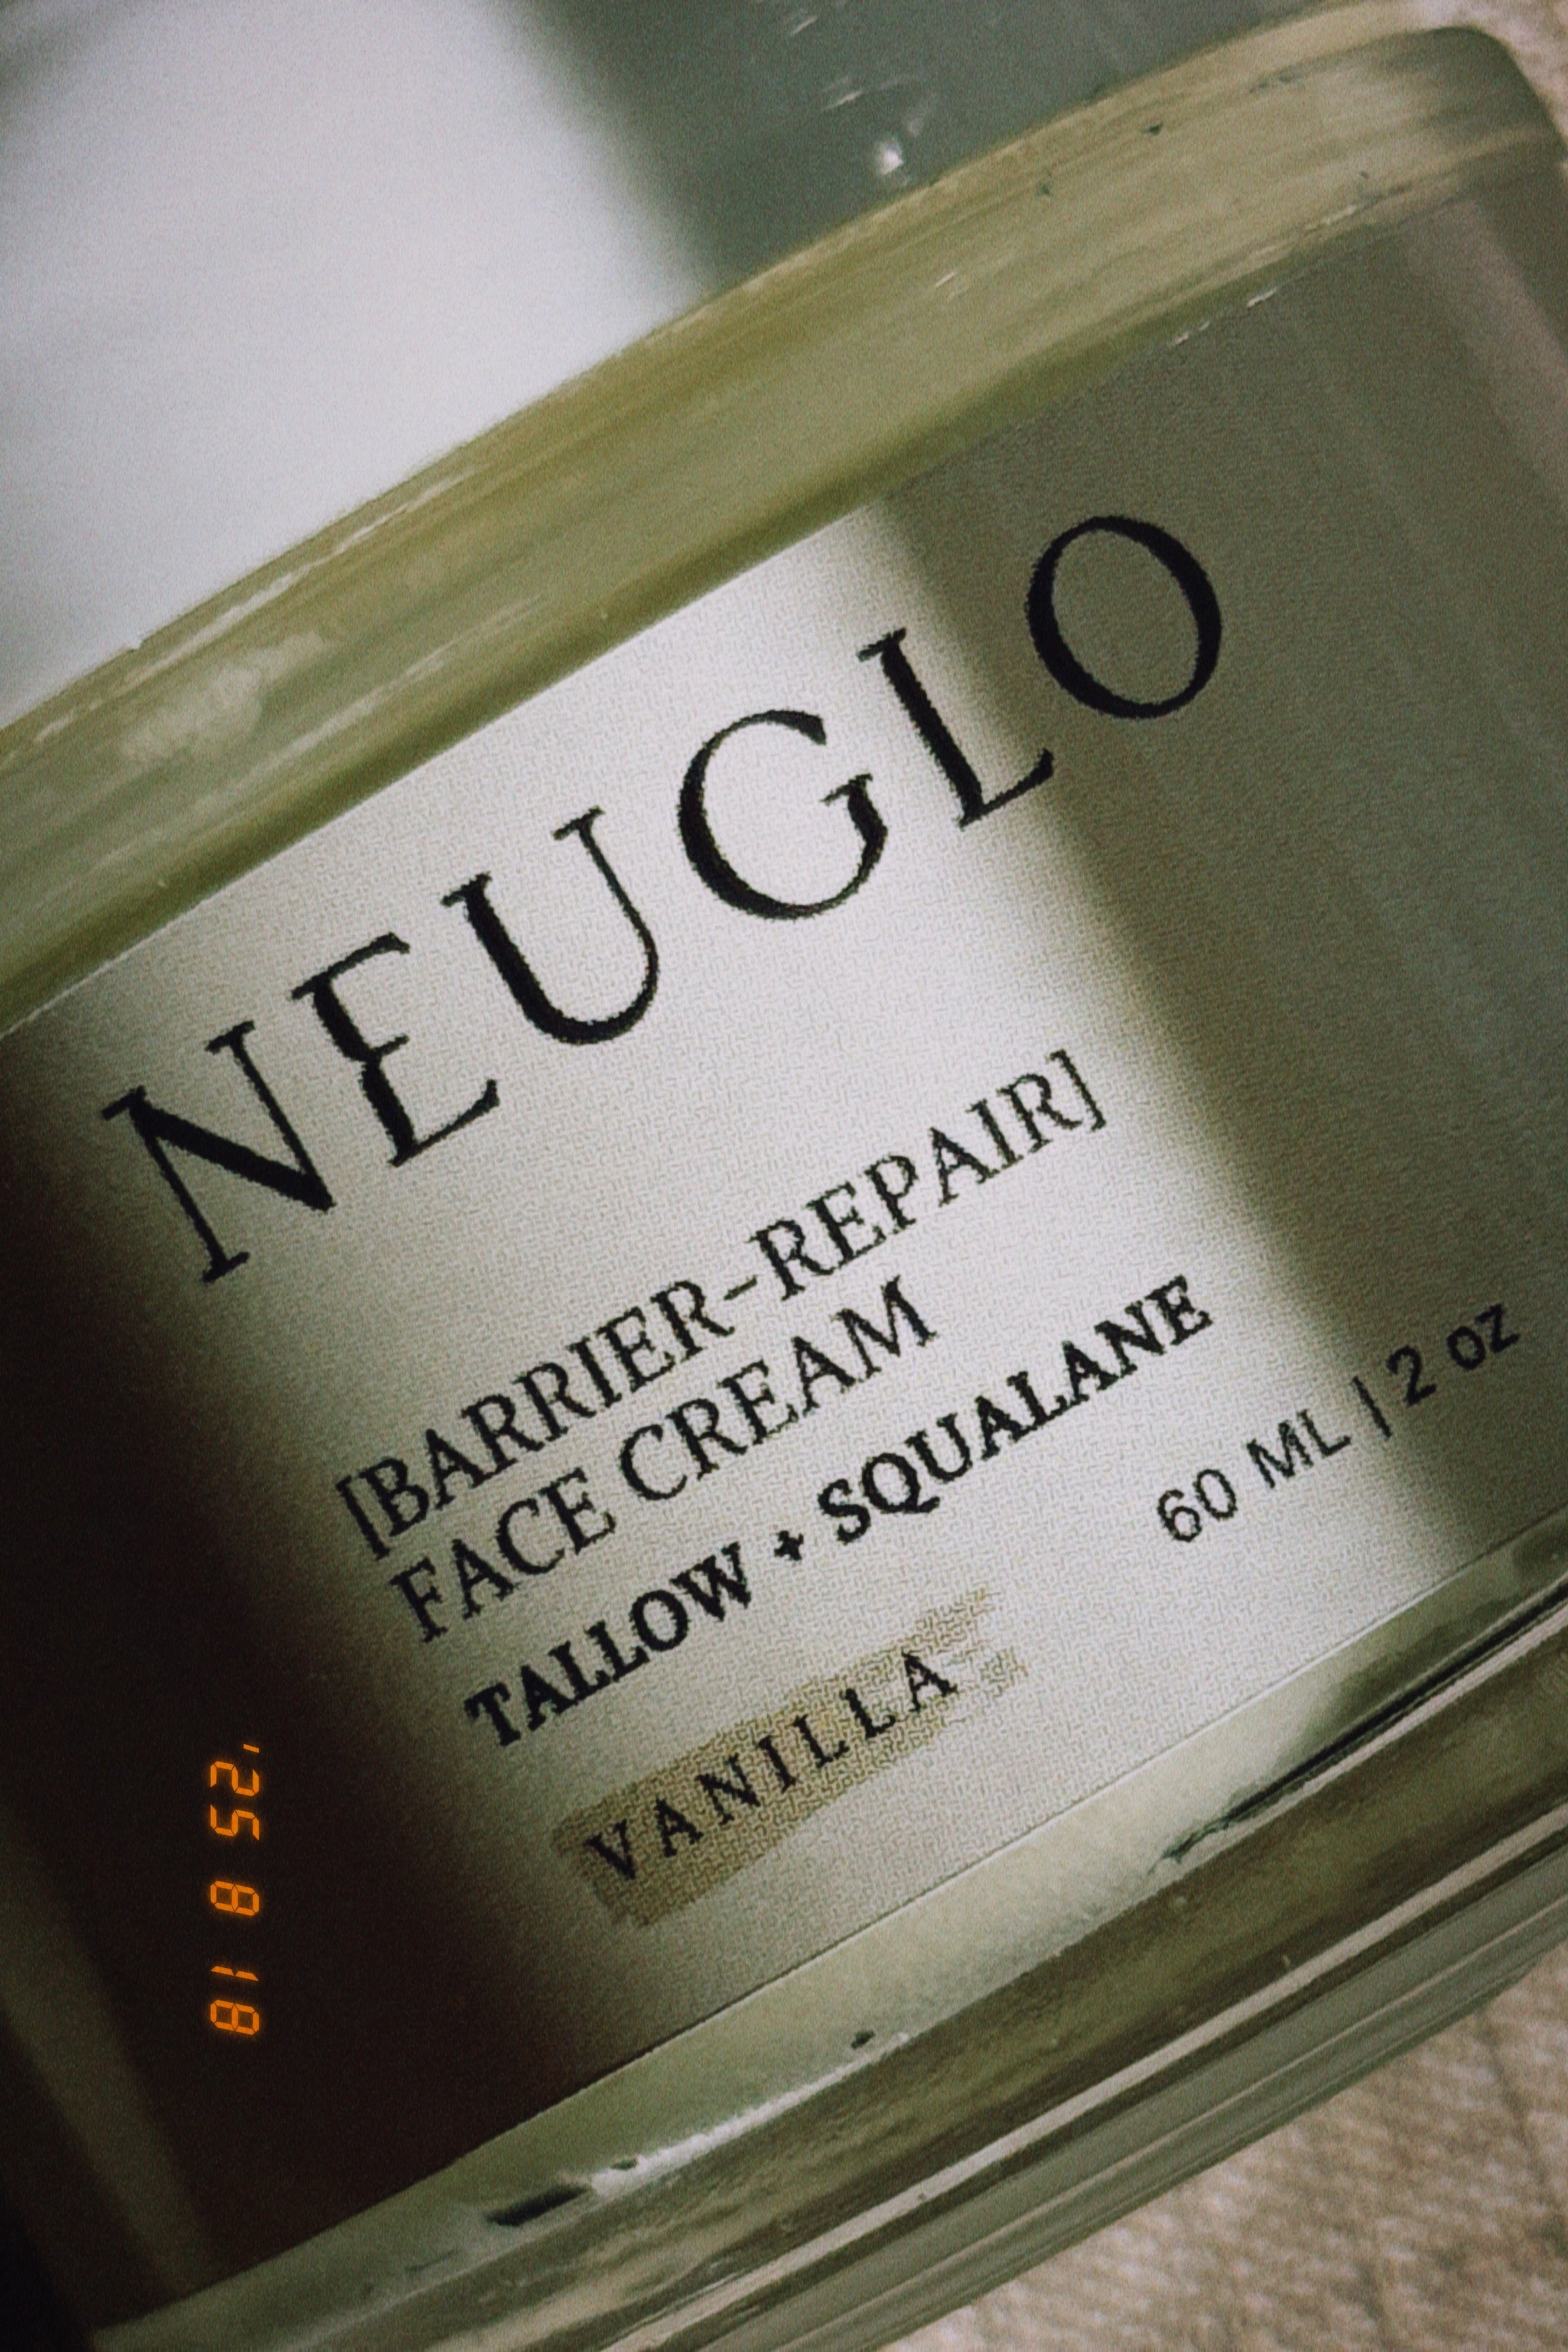 NEUGLO
[BARRIER-REPAIR]
FACE CREAM
TALLOW + SQUALANE
60 ML | 2 oz
VANILLA
'25 8 18